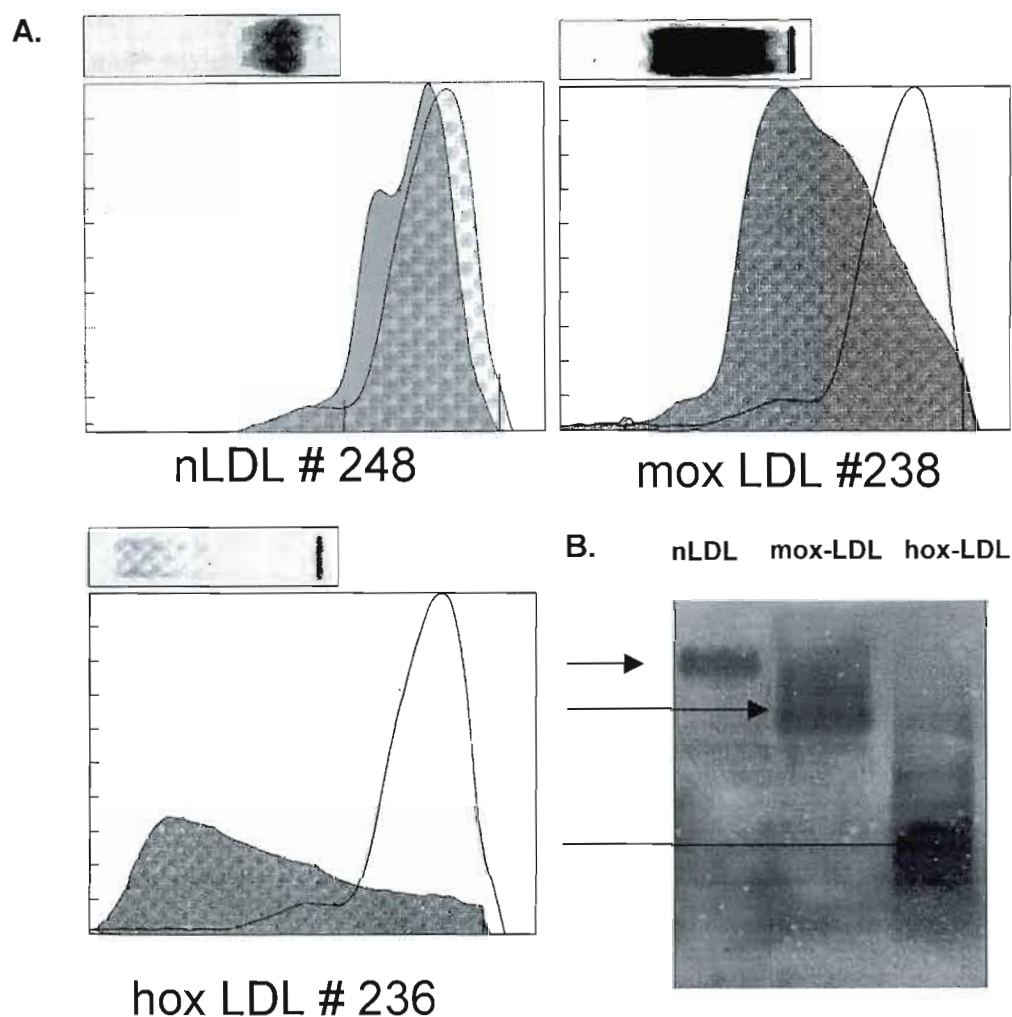 A.
nLDL # 248
mox LDL #238
hox LDL # 236
B.
nLDL mox-LDL hox-LDL